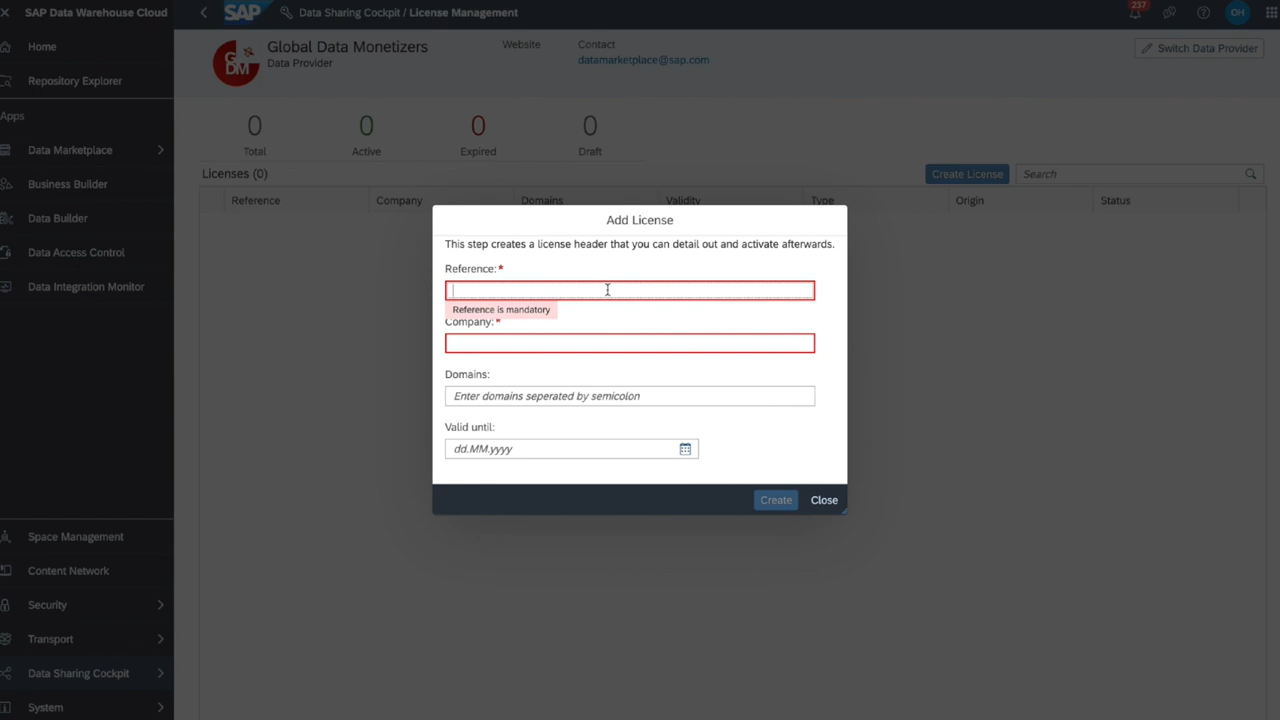 SAP Data Warehouse Cloud
SAP
Data Sharing Cockpit / License Management
237
OH
Home
Repository Explorer
Apps
Data Marketplace
Business Builder
Data Builder
Data Access Control
Data Integration Monitor
Space Management
Content Network
Security
Transport
Data Sharing Cockpit
System
GDM
Global Data Monetizers
Data Provider
Website
Contact
datamarketplace@sap.com
Switch Data Provider
0
Total
0
Active
0
Expired
0
Draft
Licenses (0)
Create License
Search
Reference
Company
Domains
Validity
Type
Origin
Status
Add License
This step creates a license header that you can detail out and activate afterwards.
Reference: *
Reference is mandatory
Company: *
Domains:
Enter domains seperated by semicolon
Valid until:
dd.MM.yyyy
Create
Close